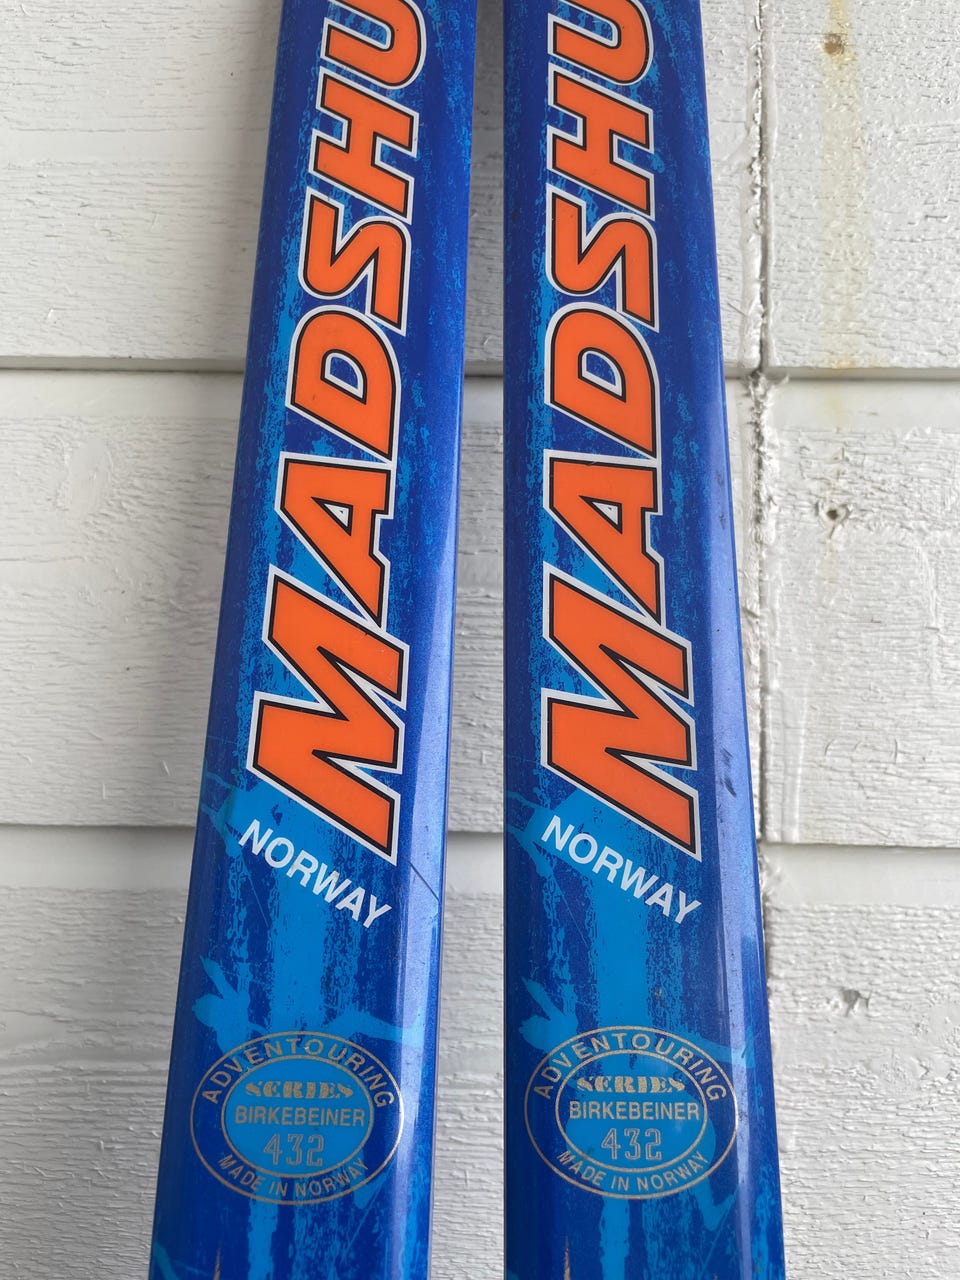 MADSHU
NORWAY
ADVENTOURING
SERIES
BIRKEBEINER
432
MADE IN NORWAY
MADSHU
NORWAY
ADVENTOURING
SERIES
BIRKEBEINER
432
MADE IN NORWAY